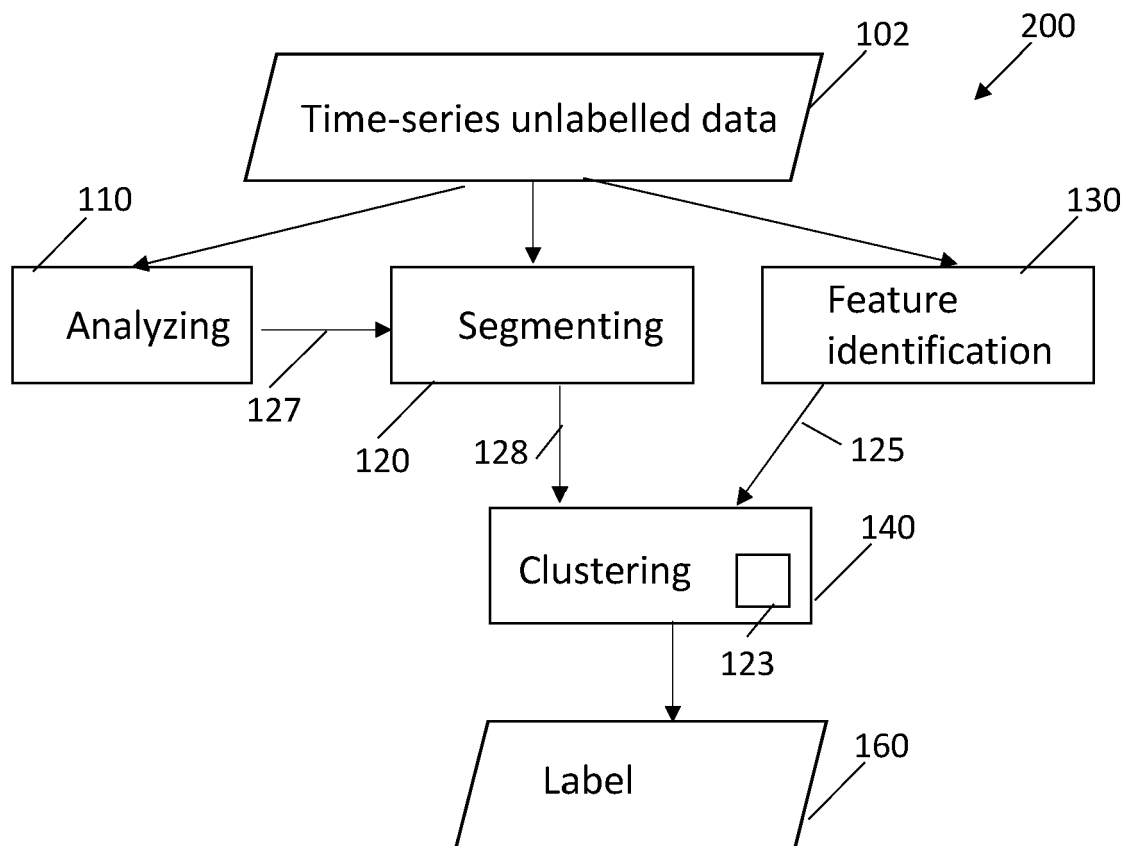 102
200
Time-series unlabelled data
110
130
Analyzing
Segmenting
Feature
identification
127
120
128
125
Clustering
140
123
160
Label